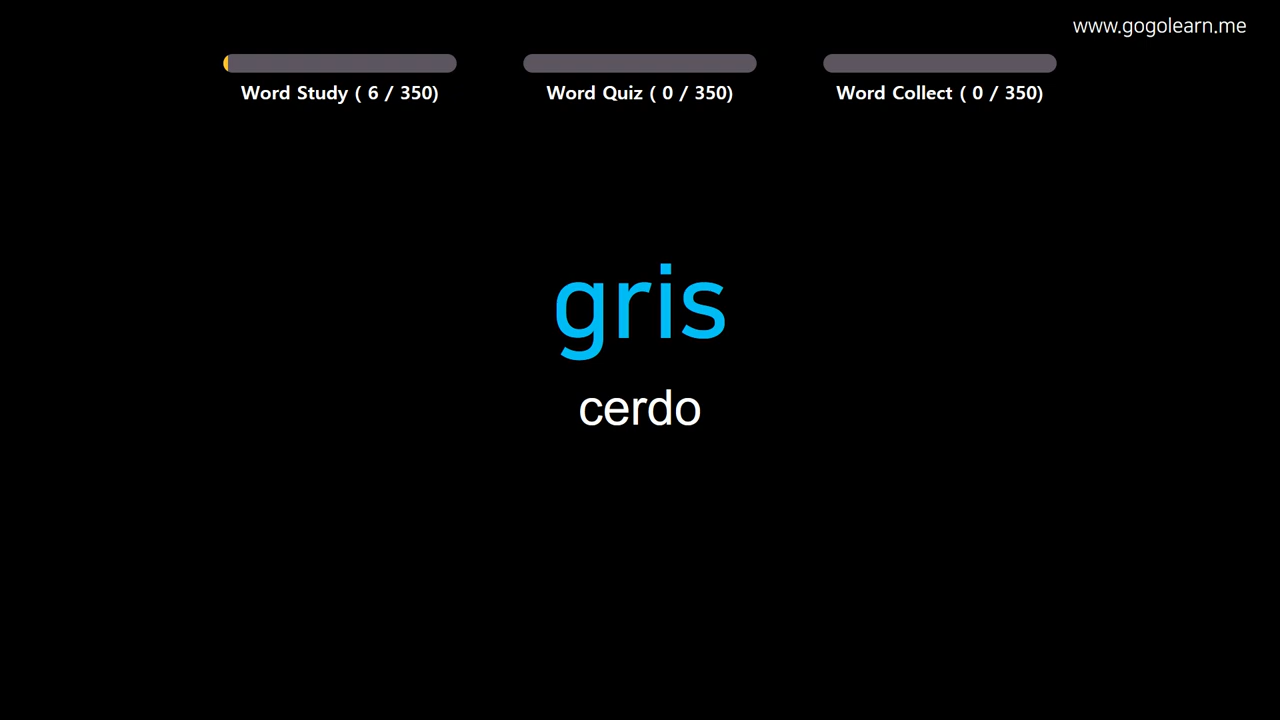 www.gogolearn.me
Word Study ( 6 / 350)
Word Quiz ( 0 / 350)
Word Collect ( 0 / 350)
gris
cerdo